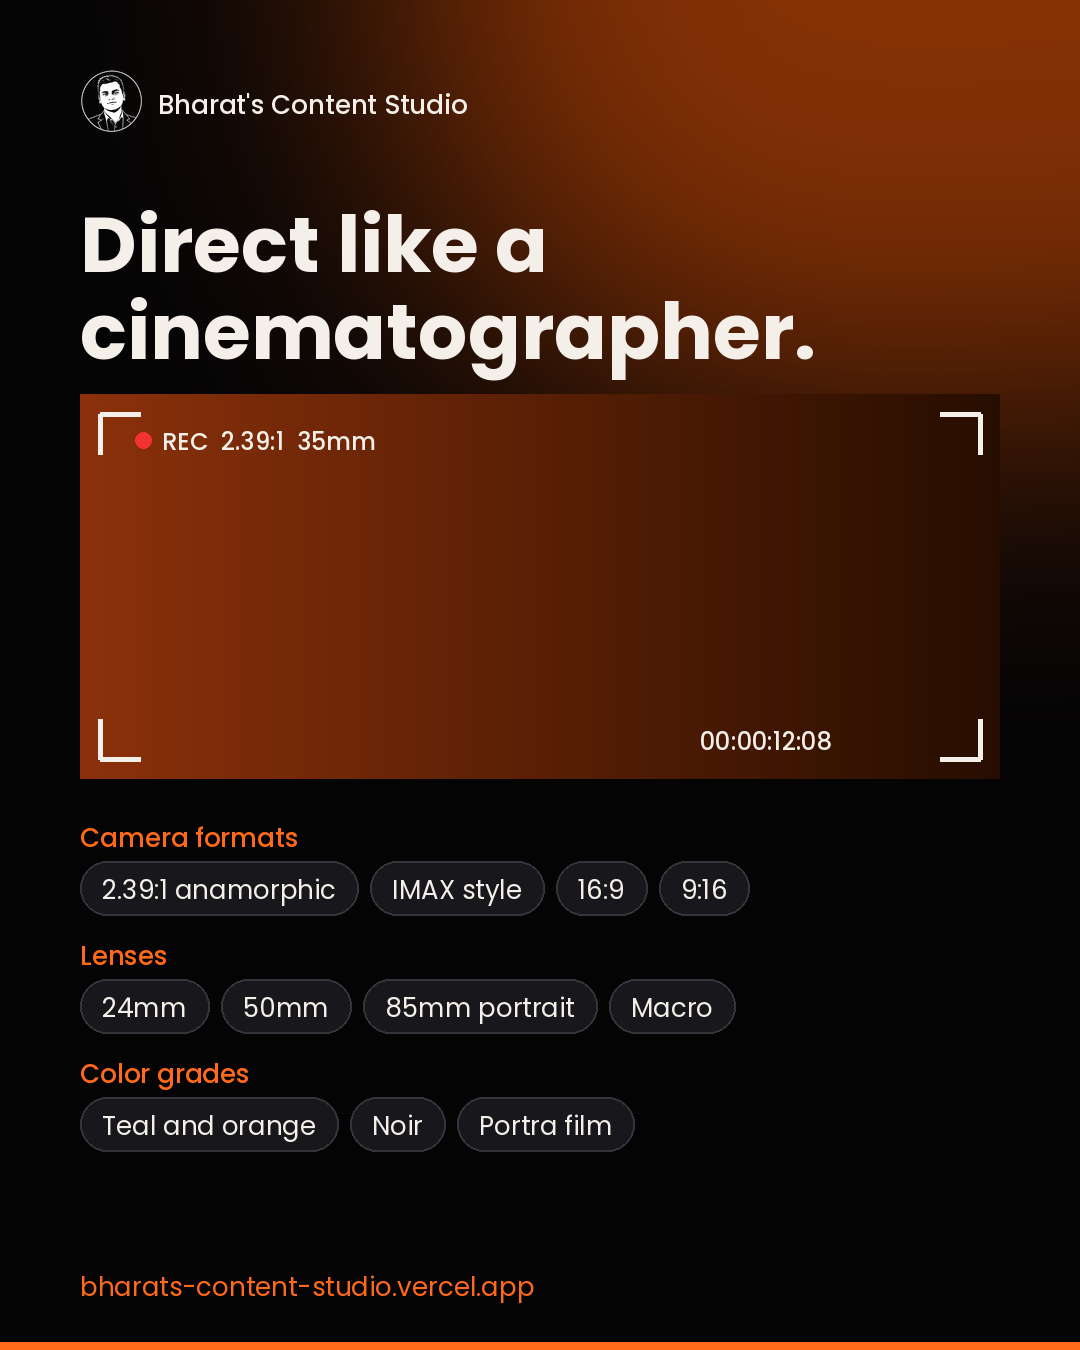 Bharat's Content Studio
Direct like a
cinematographer.
REC 2.39:1 35mm
00:00:12:08
Camera formats
2.39:1 anamorphic IMAX style 16:9 9:16
Lenses
24mm 50mm 85mm portrait Macro
Color grades
Teal and orange Noir Portra film
bharats-content-studio.vercel.app